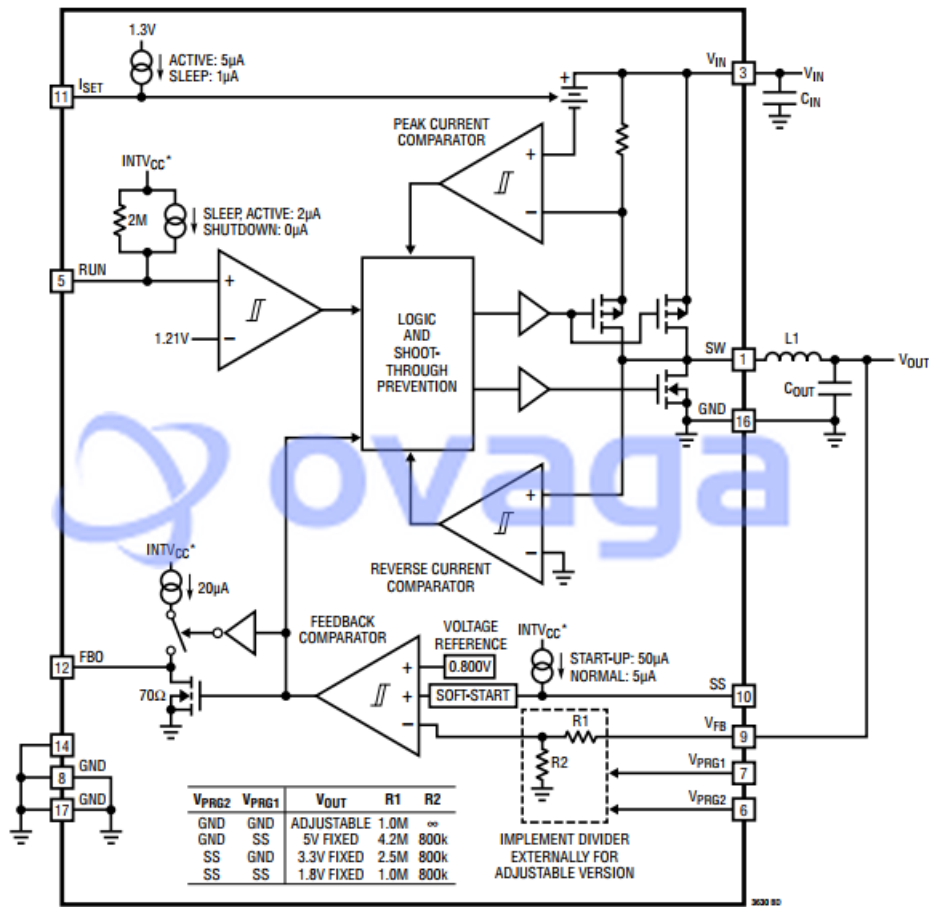 1.3V
ACTIVE: 5µA
SLEEP: 1µA
ISET
11
VIN
3
VIN
CIN
+
PEAK CURRENT
COMPARATOR
+
−
INTVCC*
2M
SLEEP, ACTIVE: 2µA
SHUTDOWN: 0µA
RUN
5
+
−
1.21V
LOGIC
AND
SHOOT-
THROUGH
PREVENTION
SW
1
L1
VOUT
COUT
GND
16
ovaga
+
−
REVERSE CURRENT
COMPARATOR
INTVCC*
20µA
FEEDBACK
COMPARATOR
VOLTAGE
REFERENCE
0.800V
INTVCC*
START-UP: 50µA
NORMAL: 5µA
FBO
12
70Ω
+
+
−
SOFT-START
SS
10
R1
R2
VFB
9
VPRG1
7
VPRG2
6
14
8
GND
17
GND
IMPLEMENT DIVIDER
EXTERNALLY FOR
ADJUSTABLE VERSION
VPRG2 VPRG1 VOUT R1 R2
GND GND ADJUSTABLE 1.0M ∞
GND SS 5V FIXED 4.2M 800k
SS GND 3.3V FIXED 2.5M 800k
SS SS 1.8V FIXED 1.0M 800k
3630 BD